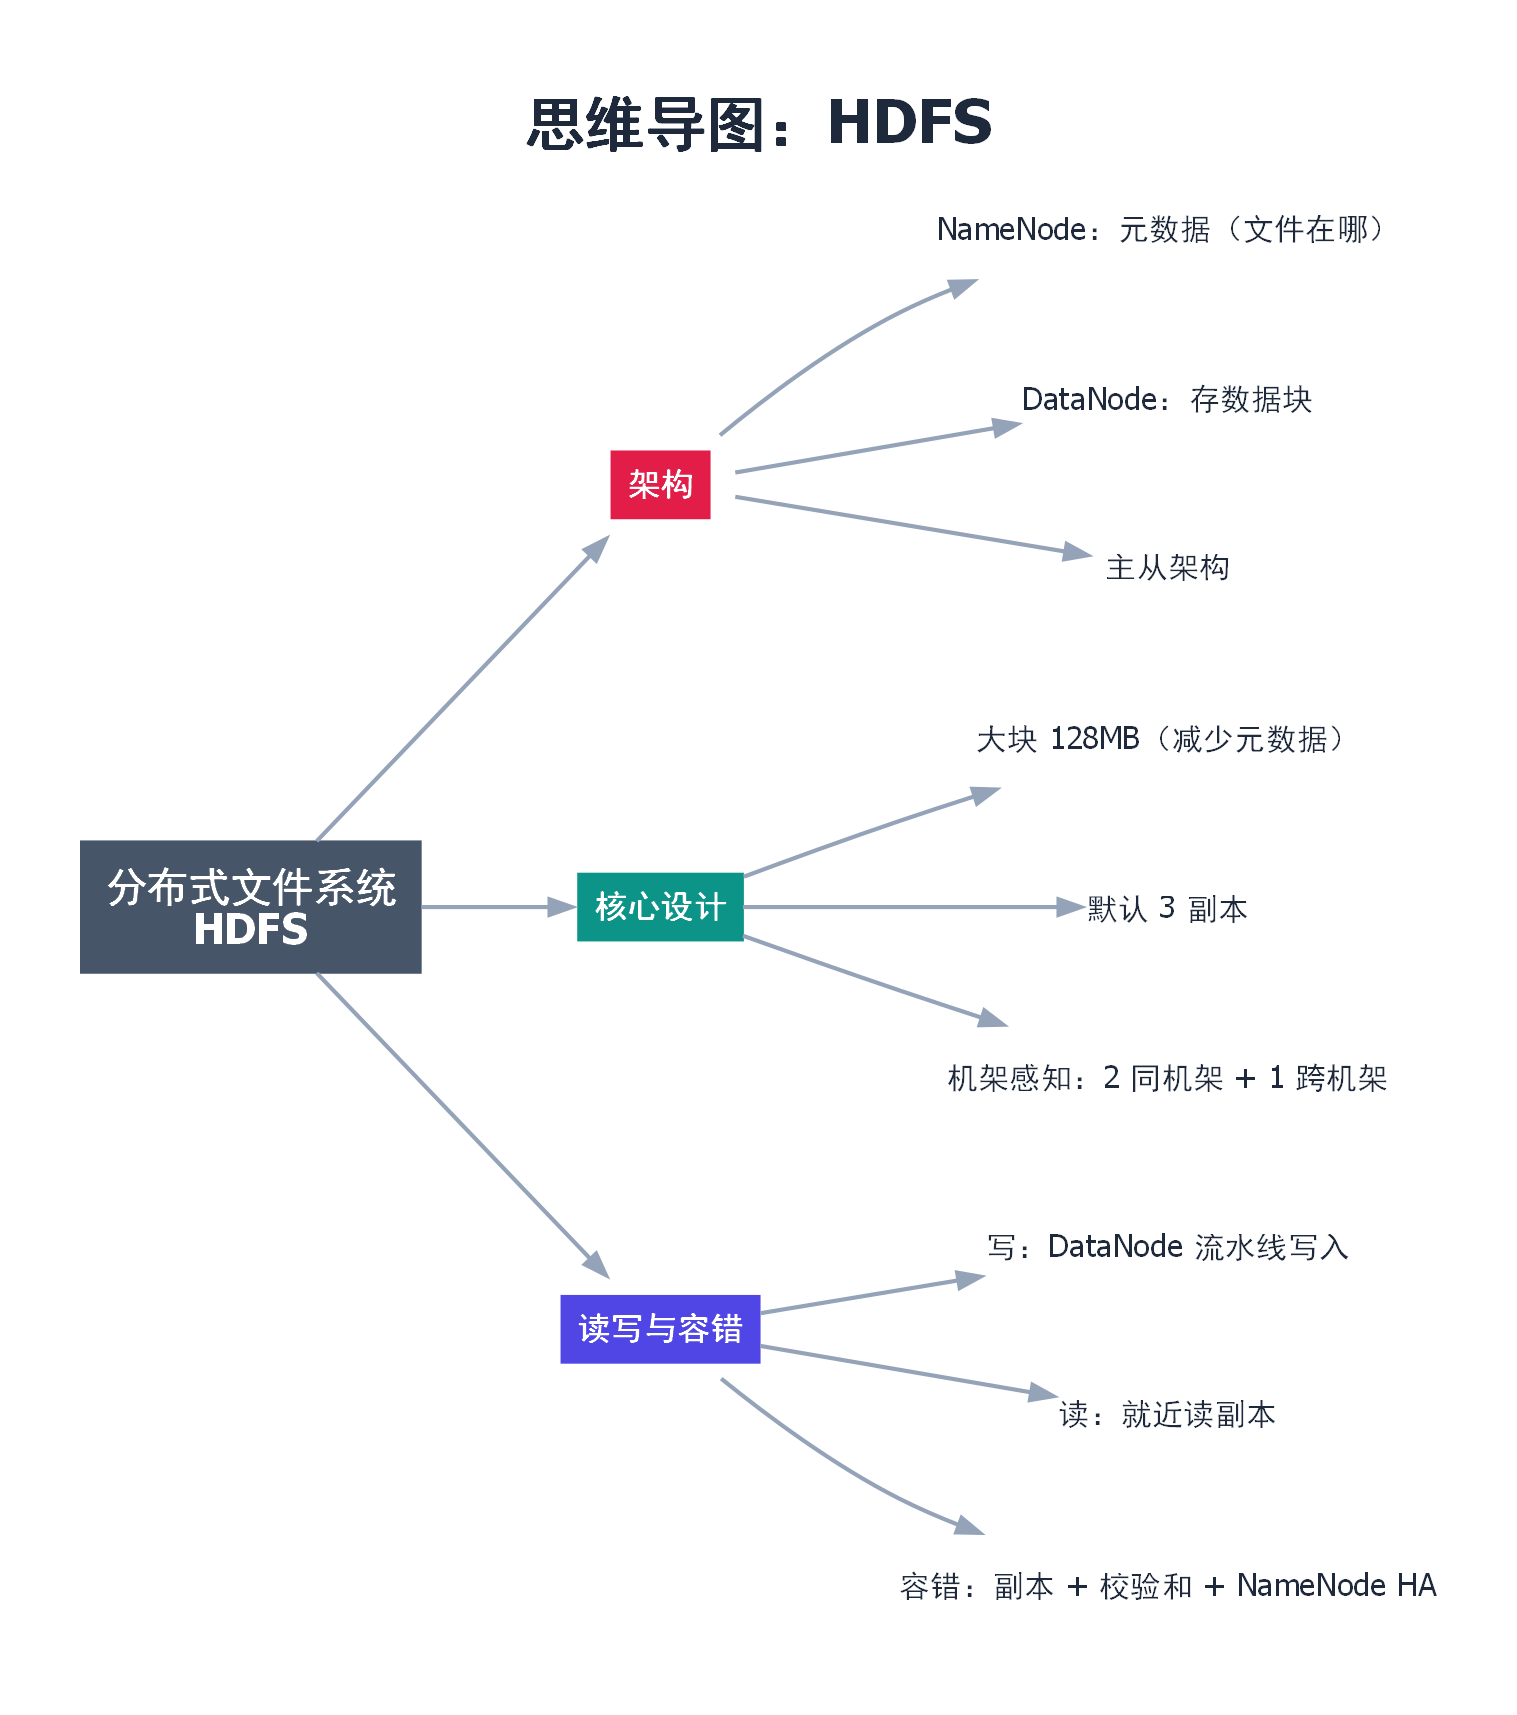 思维导图：HDFS
NameNode：元数据（文件在哪）
DataNode：存数据块
架构
主从架构
大块 128MB（减少元数据）
分布式文件系统
HDFS
核心设计
默认 3 副本
机架感知：2 同机架 + 1 跨机架
写：DataNode 流水线写入
读写与容错
读：就近读副本
容错：副本 + 校验和 + NameNode HA